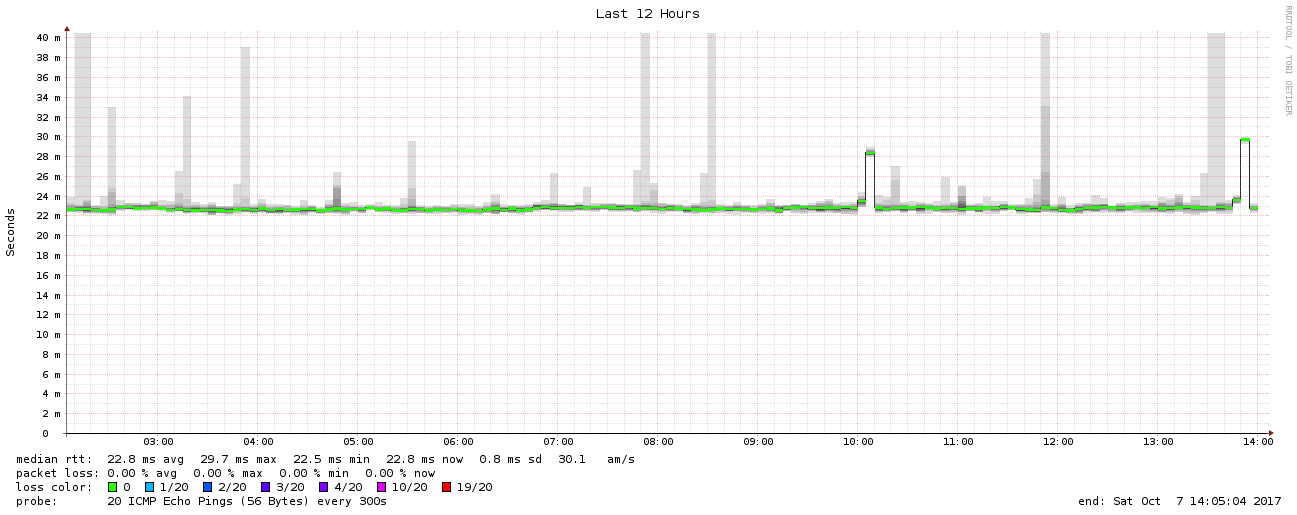 Last 12 Hours
RRDTOOL / TOBI OETIKER
Seconds
40 m
38 m
36 m
34 m
32 m
30 m
28 m
26 m
24 m
22 m
20 m
18 m
16 m
14 m
12 m
10 m
8 m
6 m
4 m
2 m
0
03:00 04:00 05:00 06:00 07:00 08:00 09:00 10:00 11:00 12:00 13:00 14:00
median rtt: 22.8 ms avg 29.7 ms max 22.5 ms min 22.8 ms now 0.8 ms sd 30.1 am/s
packet loss: 0.00 % avg 0.00 % max 0.00 % min 0.00 % now
loss color: 0 1/20 2/20 3/20 4/20 10/20 19/20
probe: 20 ICMP Echo Pings (56 Bytes) every 300s end: Sat Oct 7 14:05:04 2017